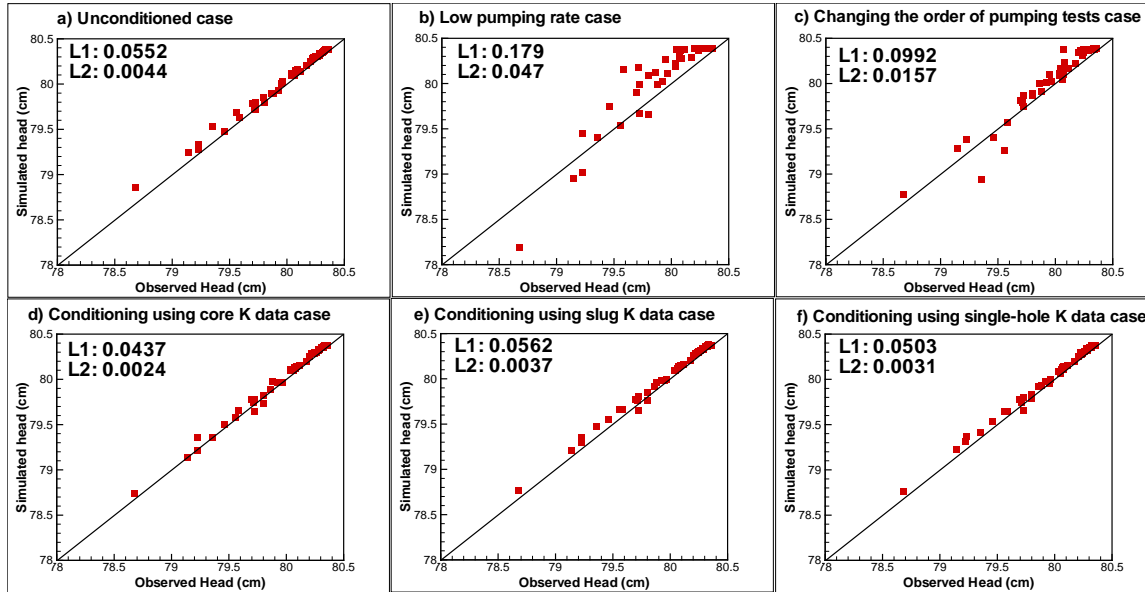 a) Unconditioned case
L1: 0.0552
L2: 0.0044
80.5
80
79.5
79
78.5
78
78 78.5 79 79.5 80 80.5
Simulated head (cm)
Observed Head (cm)
b) Low pumping rate case
L1: 0.179
L2: 0.047
80.5
80
79.5
79
78.5
78
78 78.5 79 79.5 80 80.5
Simulated head (cm)
Observed Head (cm)
c) Changing the order of pumping tests case
L1: 0.0992
L2: 0.0157
80.5
80
79.5
79
78.5
78
78 78.5 79 79.5 80 80.5
Simulated head (cm)
Observed Head (cm)
d) Conditioning using core K data case
L1: 0.0437
L2: 0.0024
80.5
80
79.5
79
78.5
78
78 78.5 79 79.5 80 80.5
Simulated head (cm)
Observed Head (cm)
e) Conditioning using slug K data case
L1: 0.0562
L2: 0.0037
80.5
80
79.5
79
78.5
78
78 78.5 79 79.5 80 80.5
Simulated head (cm)
Observed Head (cm)
f) Conditioning using single-hole K data case
L1: 0.0503
L2: 0.0031
80.5
80
79.5
79
78.5
78
78 78.5 79 79.5 80 80.5
Simulated head (cm)
Observed Head (cm)